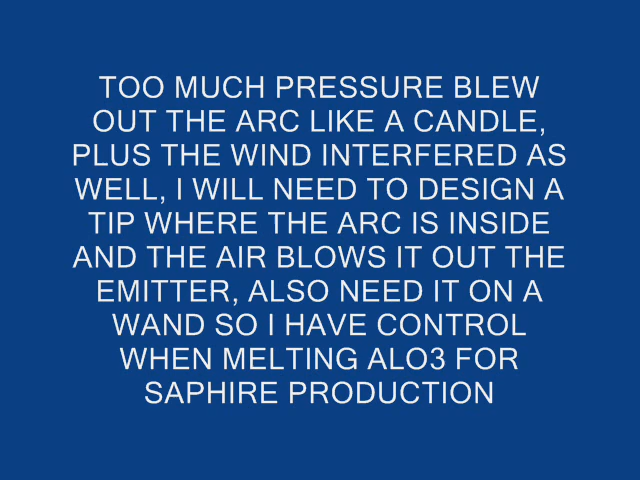 TOO MUCH PRESSURE BLEW
OUT THE ARC LIKE A CANDLE,
PLUS THE WIND INTERFERED AS
WELL, I WILL NEED TO DESIGN A
TIP WHERE THE ARC IS INSIDE
AND THE AIR BLOWS IT OUT THE
EMITTER, ALSO NEED IT ON A
WAND SO I HAVE CONTROL
WHEN MELTING ALO3 FOR
SAPHIRE PRODUCTION